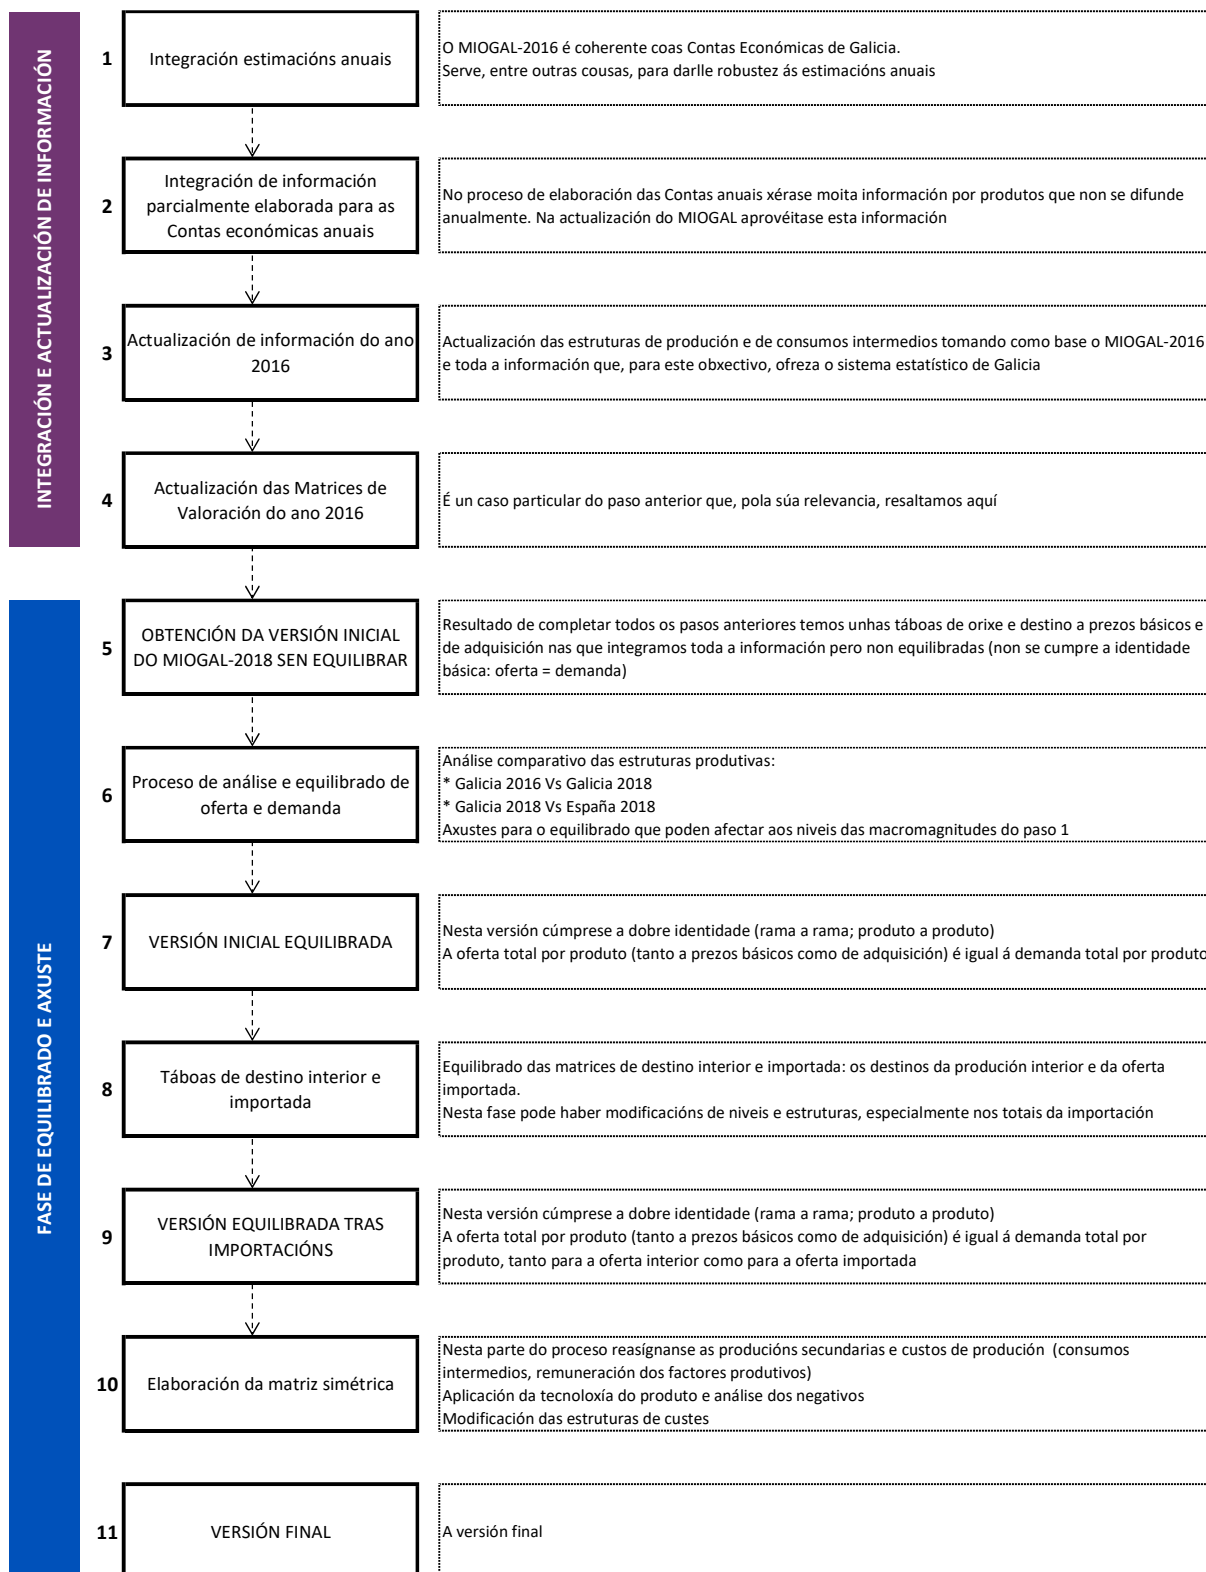 INTEGRACIÓN E ACTUALIZACIÓN DE INFORMACIÓN
1
Integración estimacións anuais
O MIOGAL-2016 é coherente coas Contas Económicas de Galicia.
Serve, entre outras cousas, para darlle robustez ás estimacións anuais
2
Integración de información
parcialmente elaborada para as
Contas económicas anuais
No proceso de elaboración das Contas anuais xérase moita información por produtos que non se difunde
anualmente. Na actualización do MIOGAL aprovéitase esta información
3
Actualización de información do ano
2016
Actualización das estruturas de produción e de consumos intermedios tomando como base o MIOGAL-2016
e toda a información que, para este obxectivo, ofreza o sistema estatístico de Galicia
4
Actualización das Matrices de
Valoración do ano 2016
É un caso particular do paso anterior que, pola súa relevancia, resaltamos aquí
FASE DE EQUILIBRADO E AXUSTE
5
OBTENCIÓN DA VERSIÓN INICIAL
DO MIOGAL-2018 SEN EQUILIBRAR
Resultado de completar todos os pasos anteriores temos unhas táboas de orixe e destino a prezos básicos e
de adquisición nas que integramos toda a información pero non equilibradas (non se cumpre a identidade
básica: oferta = demanda)
6
Proceso de análise e equilibrado de
oferta e demanda
Análise comparativo das estruturas produtivas:
* Galicia 2016 Vs Galicia 2018
* Galicia 2018 Vs España 2018
Axustes para o equilibrado que poden afectar aos niveis das macromagnitudes do paso 1
7
VERSIÓN INICIAL EQUILIBRADA
Nesta versión cúmprese a dobre identidade (rama a rama; produto a produto)
A oferta total por produto (tanto a prezos básicos como de adquisición) é igual á demanda total por produto
8
Táboas de destino interior e
importada
Equilibrado das matrices de destino interior e importada: os destinos da produción interior e da oferta
importada.
Nesta fase pode haber modificacións de niveis e estruturas, especialmente nos totais da importación
9
VERSIÓN EQUILIBRADA TRAS
IMPORTACIÓNS
Nesta versión cúmprese a dobre identidade (rama a rama; produto a produto)
A oferta total por produto (tanto a prezos básicos como de adquisición) é igual á demanda total por
produto, tanto para a oferta interior como para a oferta importada
10
Elaboración da matriz simétrica
Nesta parte do proceso reasígnanse as producións secundarias e custos de produción (consumos
intermedios, remuneración dos factores produtivos)
Aplicación da tecnoloxía do produto e análise dos negativos
Modificación das estruturas de custes
11
VERSIÓN FINAL
A versión final